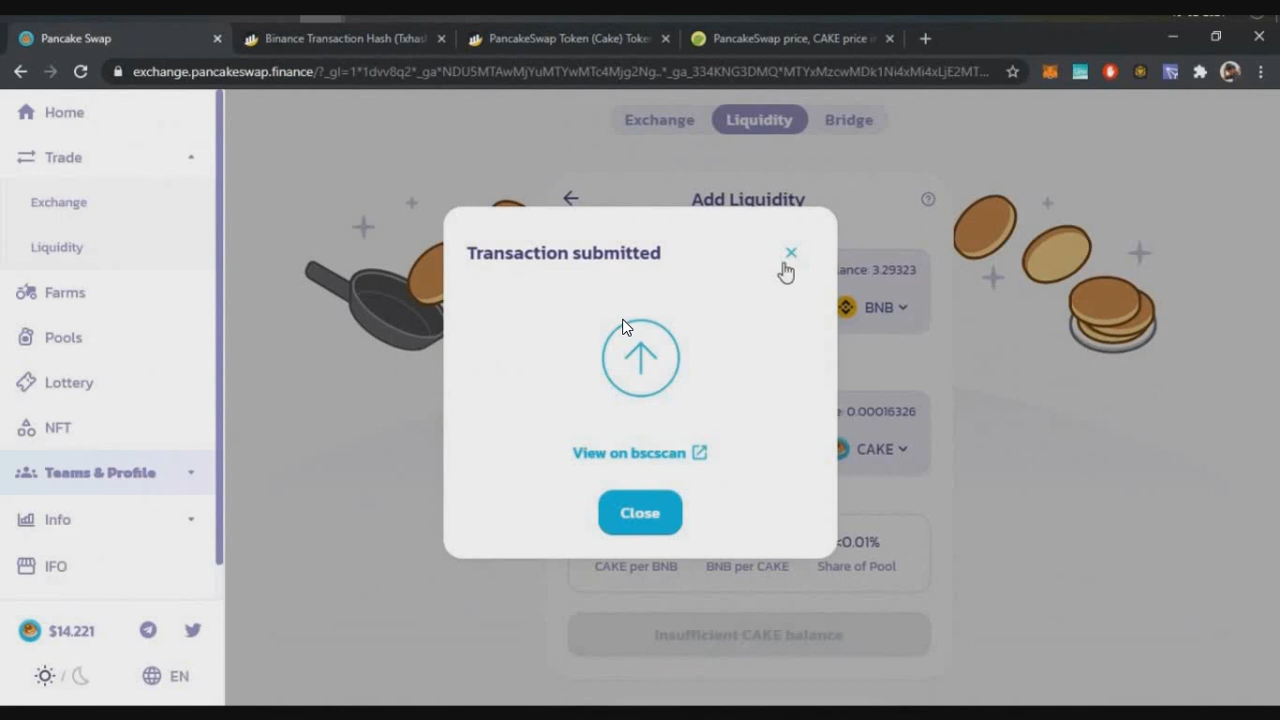 Pancake Swap
Binance Transaction Hash (Txhas
PancakeSwap Token (Cake) Toke
PancakeSwap price, CAKE price i
exchange.pancakeswap.finance/?_gl=1*1dvv8q2*_ga*NDU5MTAwMjYuMTYwMTc4Mjg2Ng..*_ga_334KNG3DMQ*MTYxMzcwMDk1Ni4xMi4xLjE2MT...
Home
Trade
Exchange
Liquidity
Farms
Pools
Lottery
NFT
Teams & Profile
Info
IFO
$14.221
EN
Exchange
Liquidity
Bridge
Add Liquidity
lance: 3.29323
BNB
: 0.00016326
CAKE
<0.01%
CAKE per BNB
BNB per CAKE
Share of Pool
Insufficient CAKE balance
Transaction submitted
View on bscscan
Close